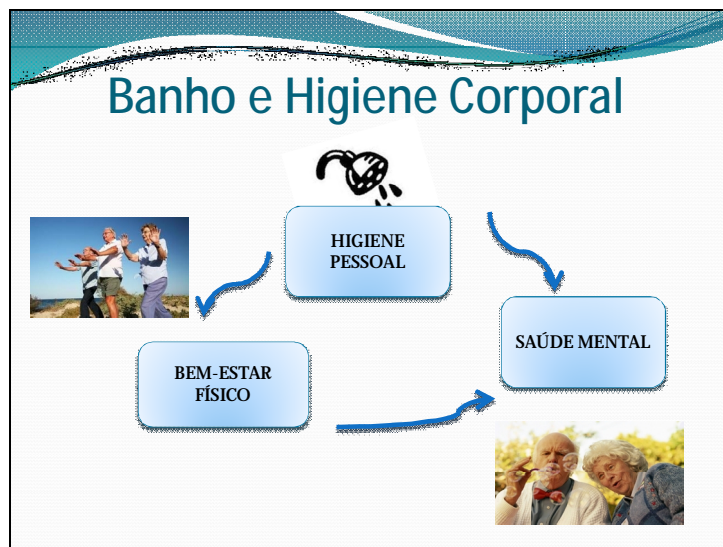 Banho e Higiene Corporal
HIGIENE
PESSOAL
SAÚDE MENTAL
BEM-ESTAR
FÍSICO